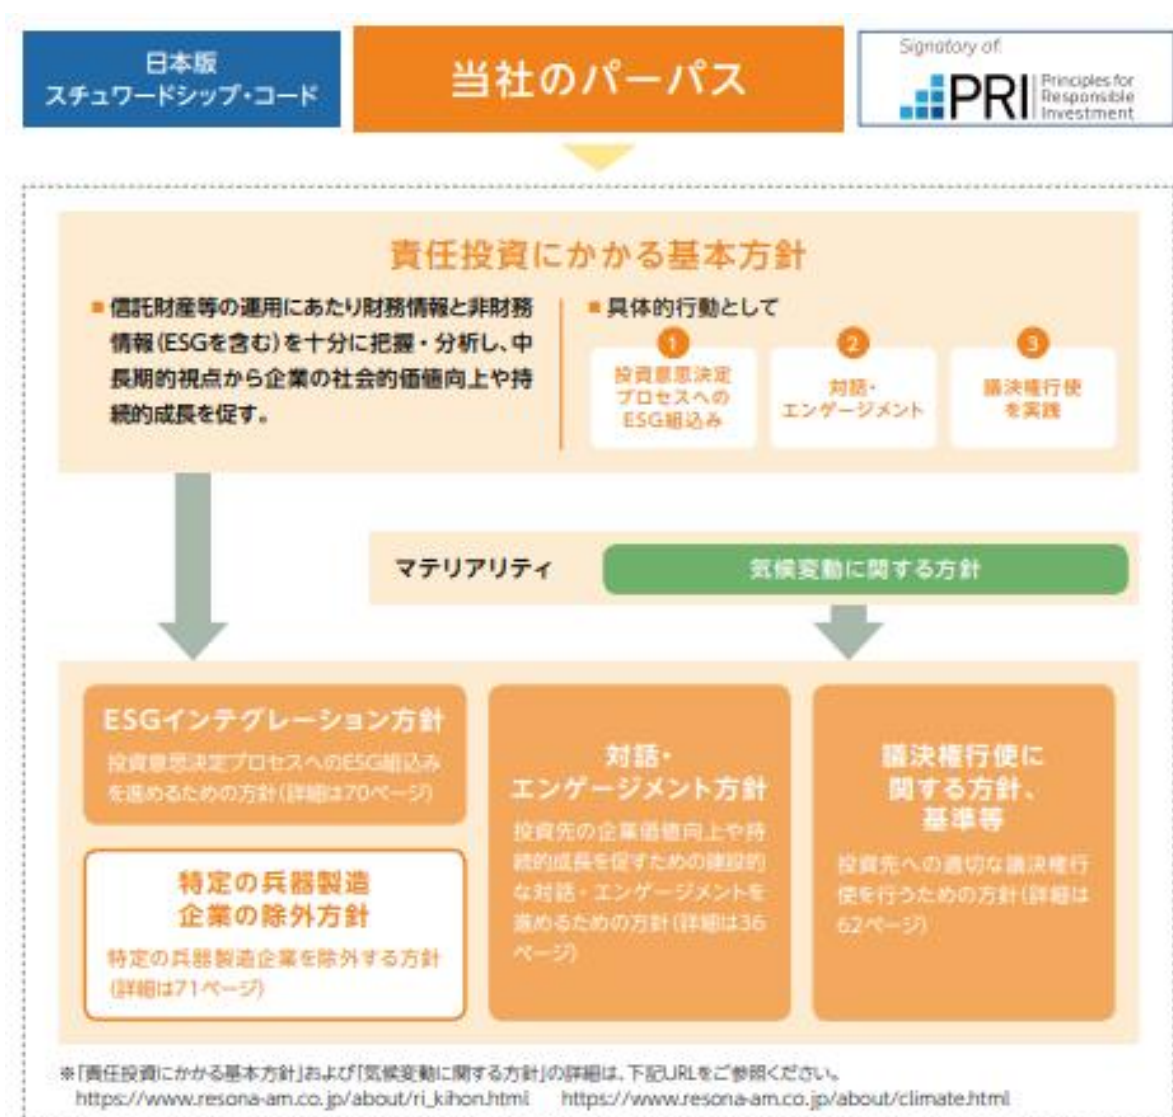 日本版
スチュワードシップ・コード
当社のパーパス
Signatory of:
PRI
Principles for
Responsible
Investment
責任投資にかかる基本方針
■信託財産等の運用にあたり財務情報と非財務
情報(ESGを含む)を十分に把握・分析し、中
長期的視点から企業の社会的価値向上や持
続的成長を促す。
■具体的行動として
1
投資意思決定
プロセスへの
ESG組込み
2
対話・
エンゲージメント
3
議決権行使
を実践
マテリアリティ
気候変動に関する方針
ESGインテグレーション方針
投資意思決定プロセスへのESG組込み
を進めるための方針(詳細は70ページ)
特定の兵器製造
企業の除外方針
特定の兵器製造企業を除外する方針
(詳細は71ページ)
対話・
エンゲージメント方針
投資先の企業価値向上や持
続的成長を促すための建設的
な対話・エンゲージメントを
進めるための方針(詳細は36
ページ)
議決権行使に
関する方針、
基準等
投資先への適切な議決権行
使を行うための方針(詳細は
62ページ)
※「責任投資にかかる基本方針」および「気候変動に関する方針」の詳細は、下記URLをご参照ください。
https://www.resona-am.co.jp/about/ri_kihon.html https://www.resona-am.co.jp/about/climate.html